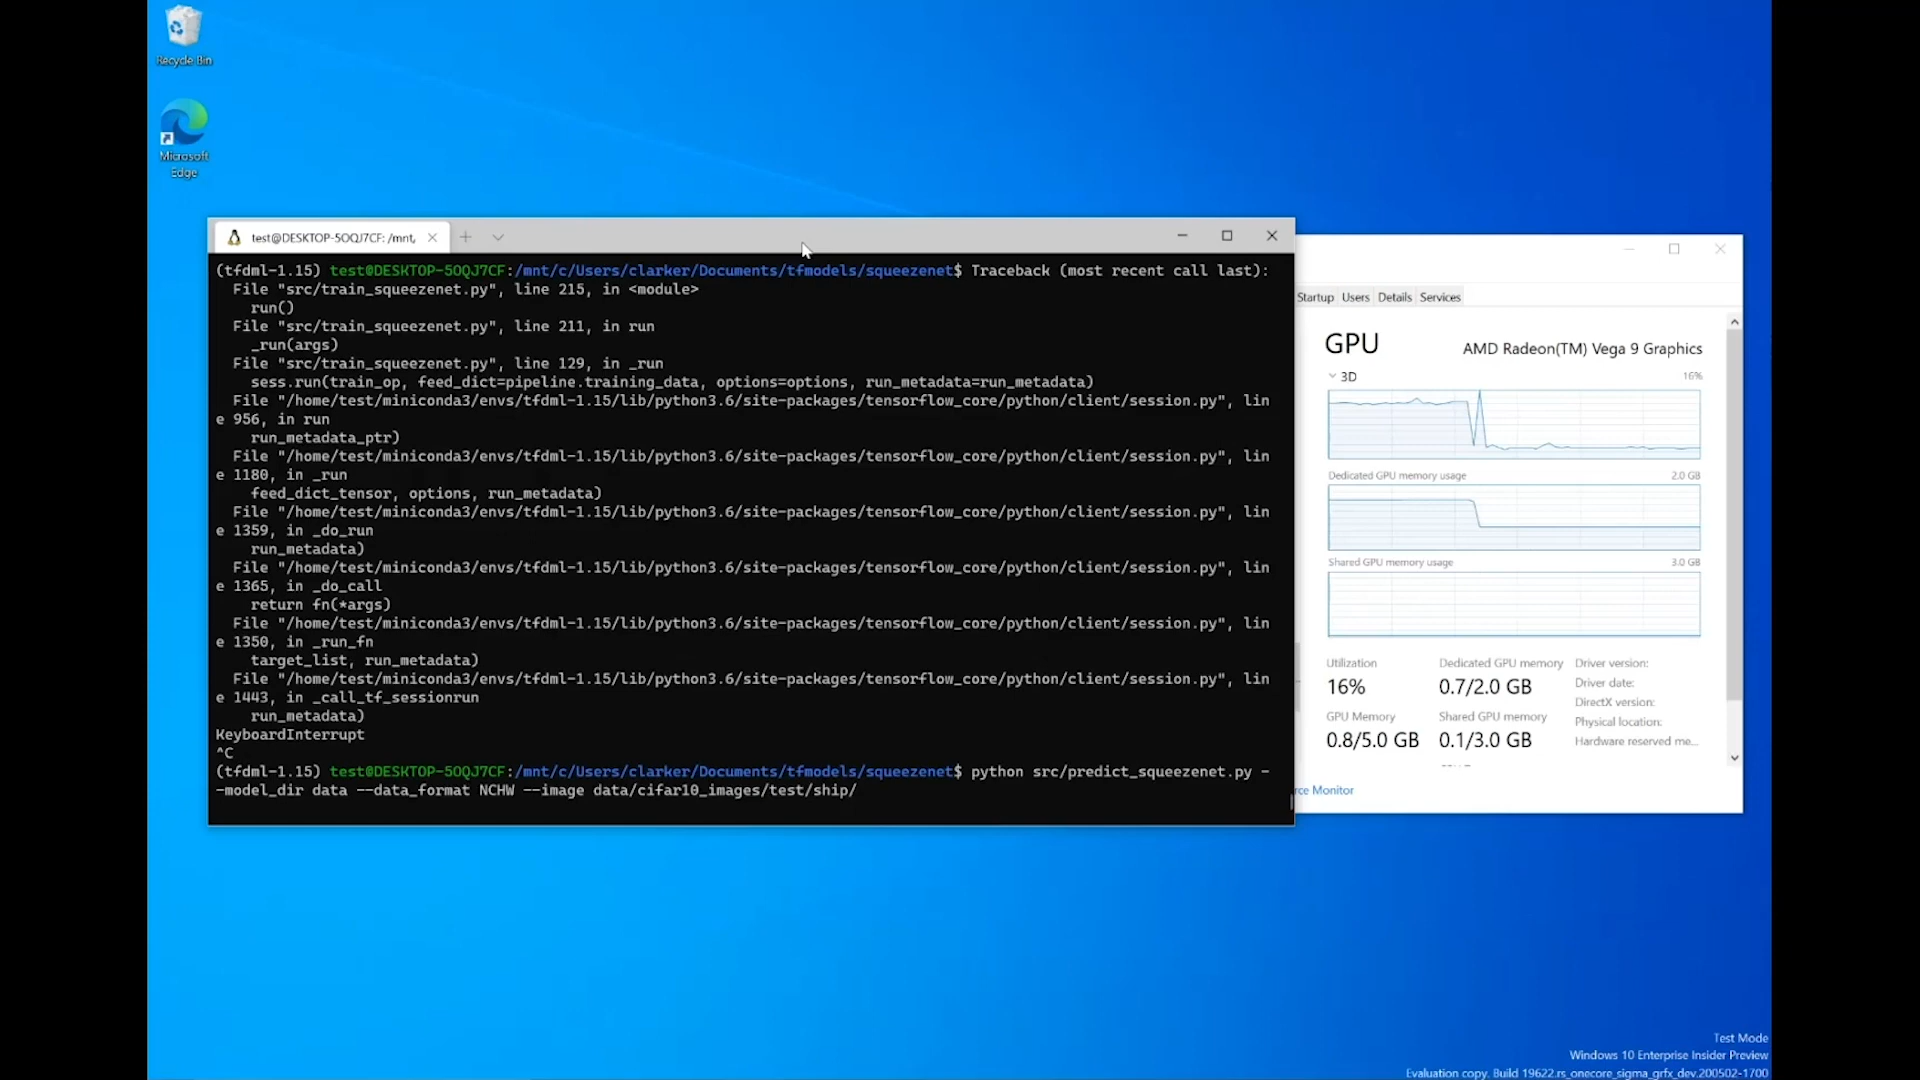 Recycle Bin
Microsoft
Edge
test@DESKTOP-5OQJ7CF: /mnt,
(tfdml-1.15) test@DESKTOP-5OQJ7CF:/mnt/c/Users/clarker/Documents/tfmodels/squeezenet$ Traceback (most recent call last):
File "src/train_squeezenet.py", line 215, in <module>
run()
File "src/train_squeezenet.py", line 211, in run
_run(args)
File "src/train_squeezenet.py", line 129, in _run
sess.run(train_op, feed_dict=pipeline.training_data, options=options, run_metadata=run_metadata)
File "/home/test/miniconda3/envs/tfdml-1.15/lib/python3.6/site-packages/tensorflow_core/python/client/session.py", lin
e 956, in run
run_metadata_ptr)
File "/home/test/miniconda3/envs/tfdml-1.15/lib/python3.6/site-packages/tensorflow_core/python/client/session.py", lin
e 1180, in _run
feed_dict_tensor, options, run_metadata)
File "/home/test/miniconda3/envs/tfdml-1.15/lib/python3.6/site-packages/tensorflow_core/python/client/session.py", lin
e 1359, in _do_run
run_metadata)
File "/home/test/miniconda3/envs/tfdml-1.15/lib/python3.6/site-packages/tensorflow_core/python/client/session.py", lin
e 1365, in _do_call
return fn(*args)
File "/home/test/miniconda3/envs/tfdml-1.15/lib/python3.6/site-packages/tensorflow_core/python/client/session.py", lin
e 1350, in _run_fn
target_list, run_metadata)
File "/home/test/miniconda3/envs/tfdml-1.15/lib/python3.6/site-packages/tensorflow_core/python/client/session.py", lin
e 1443, in _call_tf_sessionrun
run_metadata)
KeyboardInterrupt
^C
(tfdml-1.15) test@DESKTOP-5OQJ7CF:/mnt/c/Users/clarker/Documents/tfmodels/squeezenet$ python src/predict_squeezenet.py -
-model_dir data --data_format NCHW --image data/cifar10_images/test/ship/
Startup Users Details Services
GPU AMD Radeon(TM) Vega 9 Graphics
3D 16%
Dedicated GPU memory usage 2.0 GB
Shared GPU memory usage 3.0 GB
Utilization
16%
Dedicated GPU memory
0.7/2.0 GB
GPU Memory
0.8/5.0 GB
Shared GPU memory
0.1/3.0 GB
Driver version:
Driver date:
DirectX version:
Physical location:
Hardware reserved me...
rce Monitor
Test Mode
Windows 10 Enterprise Insider Preview
Evaluation copy. Build 19622.rs_onecore_sigma_grfx_dev.200502-1700